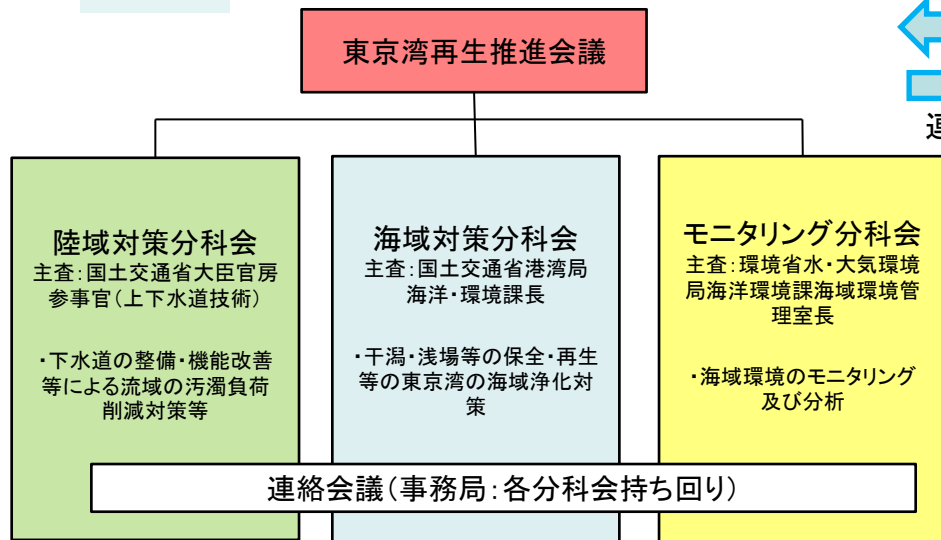 東京湾再生推進会議
連
陸域対策分科会
主査:国土交通省大臣官房
参事官(上下水道技術)
・下水道の整備・機能改善
等による流域の汚濁負荷
削減対策等
海域対策分科会
主査:国土交通省港湾局
海洋・環境課長
・干潟・浅場等の保全・再生
等の東京湾の海域浄化対
策
モニタリング分科会
主査:環境省水・大気環境
局海洋環境課海域環境管
理室長
・海域環境のモニタリング
及び分析
連絡会議(事務局:各分科会持ち回り)